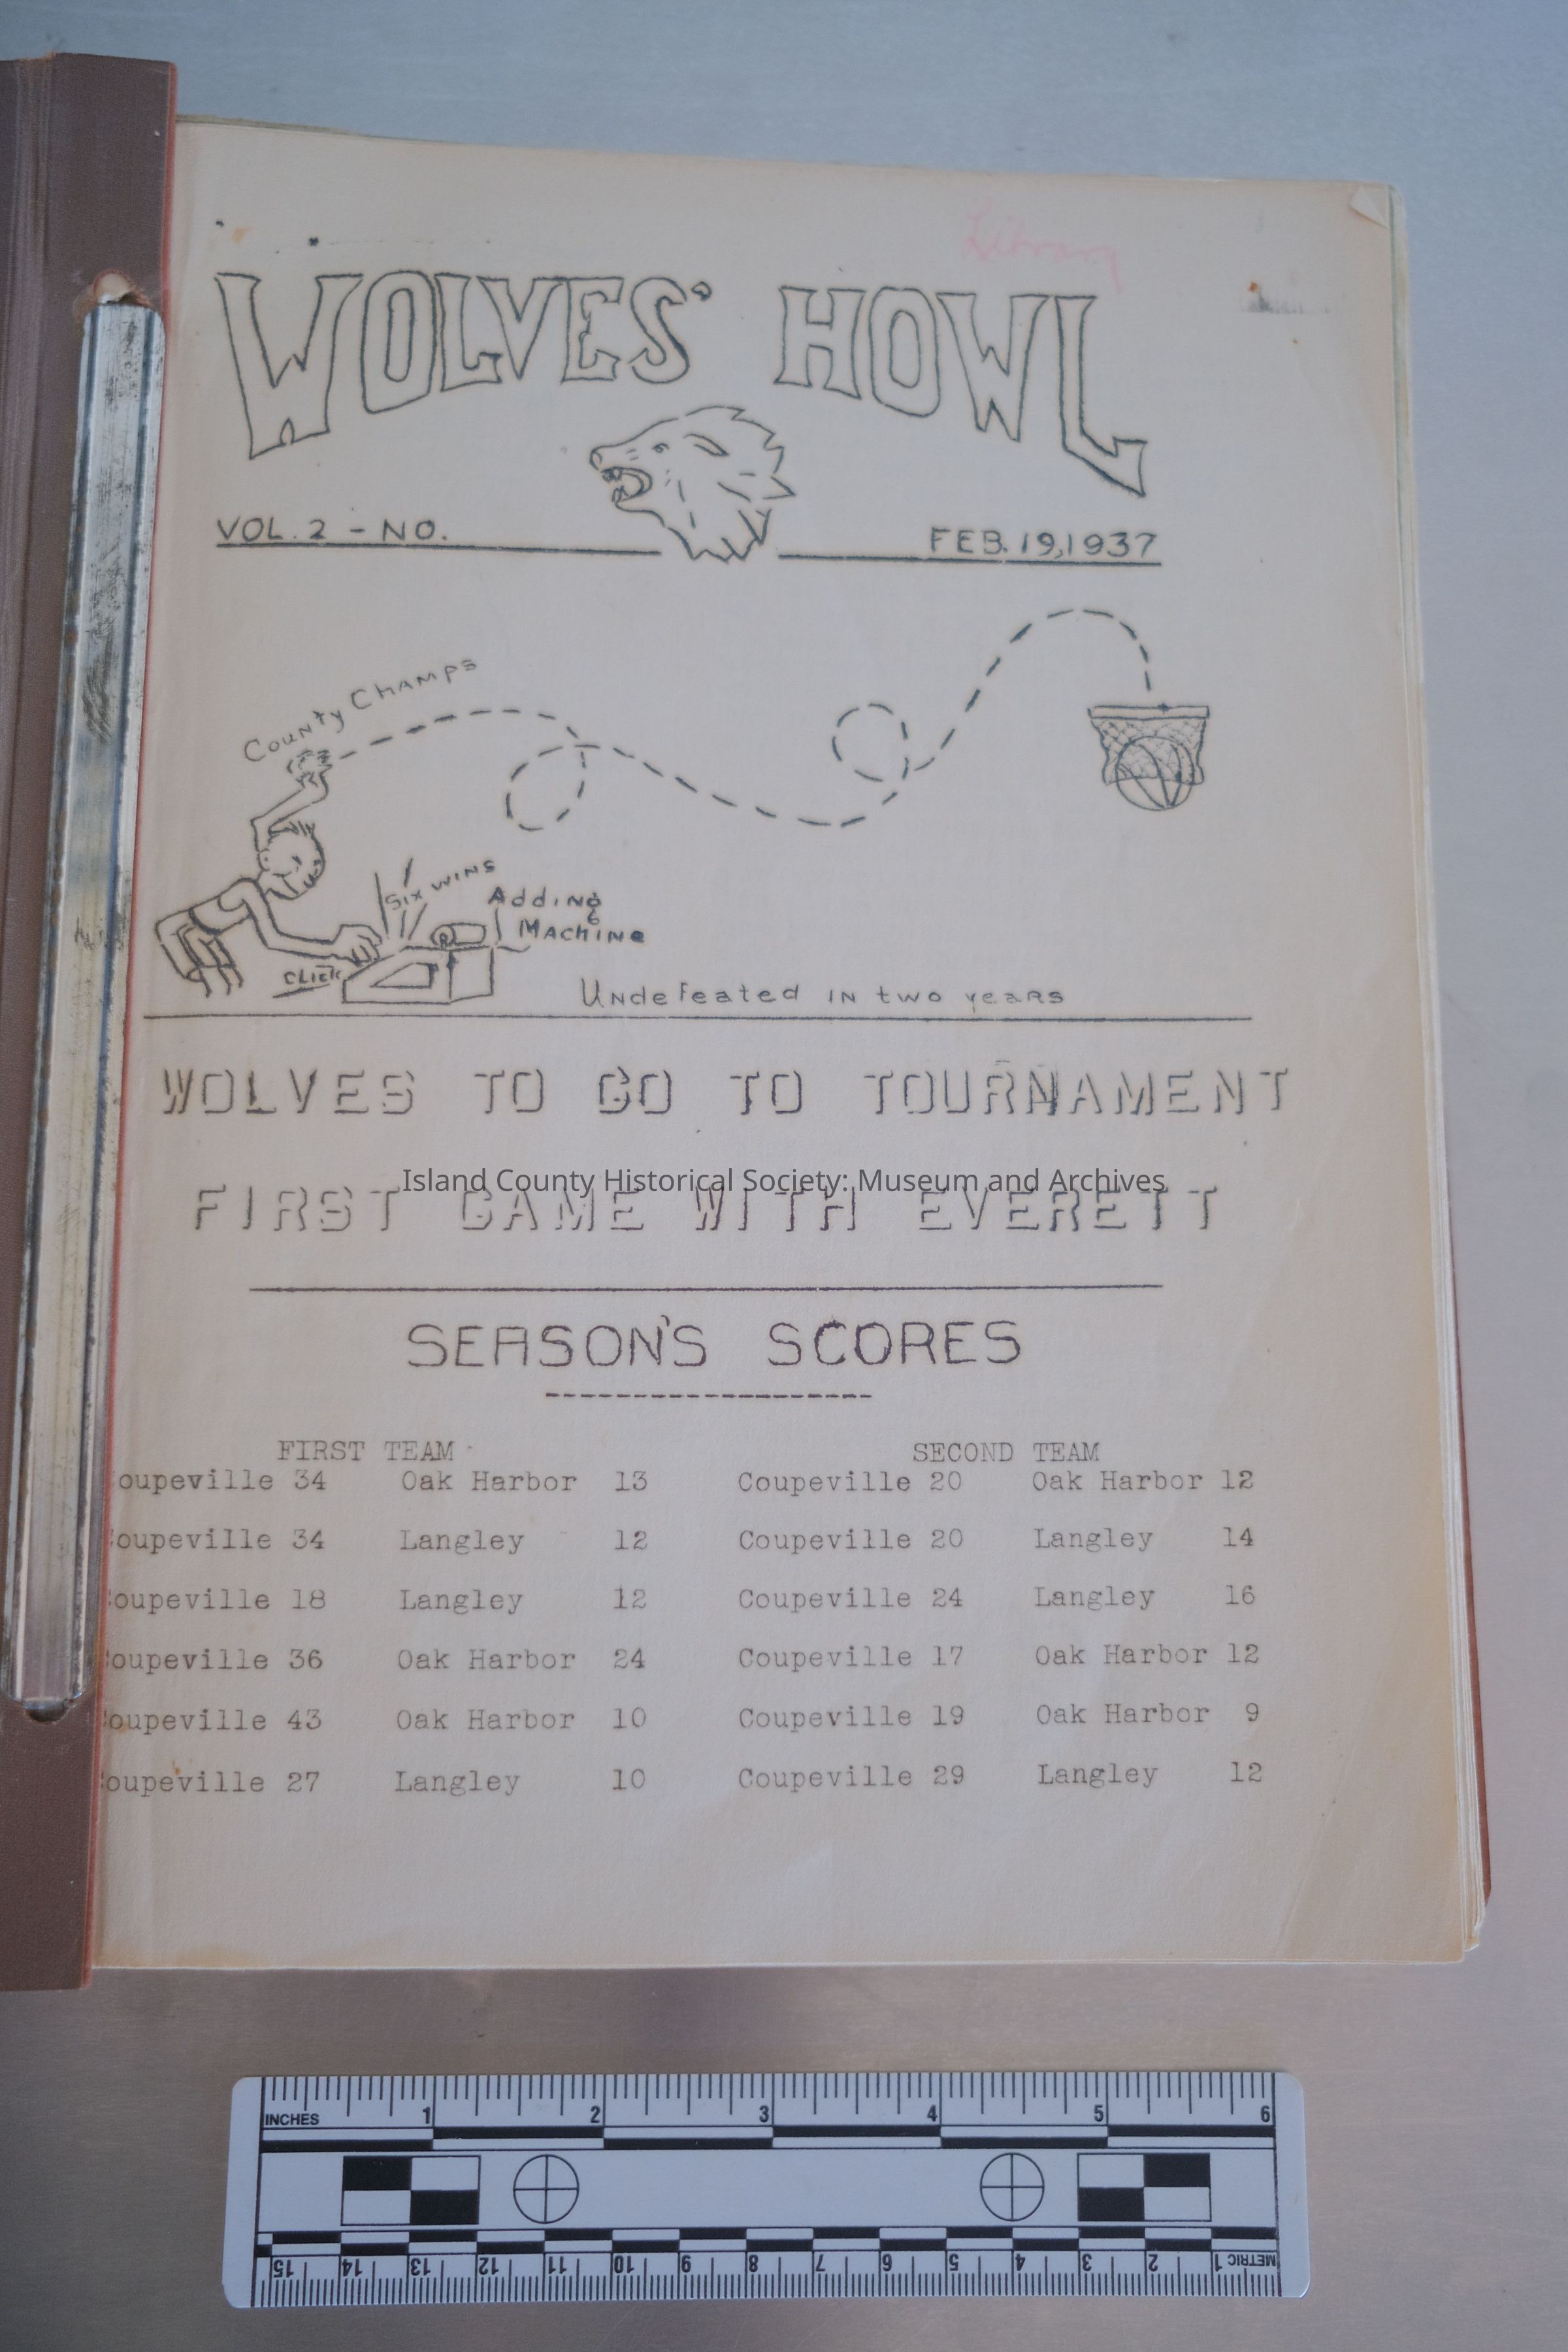 Library
WOLVES' HOWL
VOL. 2 - NO.
FEB. 19, 1937
County Champs
Six wins
Adding
6
Machine
CLICK
Undefeated in two years
WOLVES TO GO TO TOURNAMENT
Island County Historical Society: Museum and Archives
FIRST GAME WITH EVERETT
SEASON'S SCORES
FIRST TEAM SECOND TEAM
oupeville 34 Oak Harbor 13 Coupeville 20 Oak Harbor 12
oupeville 34 Langley 12 Coupeville 20 Langley 14
oupeville 18 Langley 12 Coupeville 24 Langley 16
oupeville 36 Oak Harbor 24 Coupeville 17 Oak Harbor 12
oupeville 43 Oak Harbor 10 Coupeville 19 Oak Harbor 9
oupeville 27 Langley 10 Coupeville 29 Langley 12
INCHES 1 2 3 4 5 6
15 14 13 12 11 10 9 8 7 6 5 4 3 2 1 METRIC